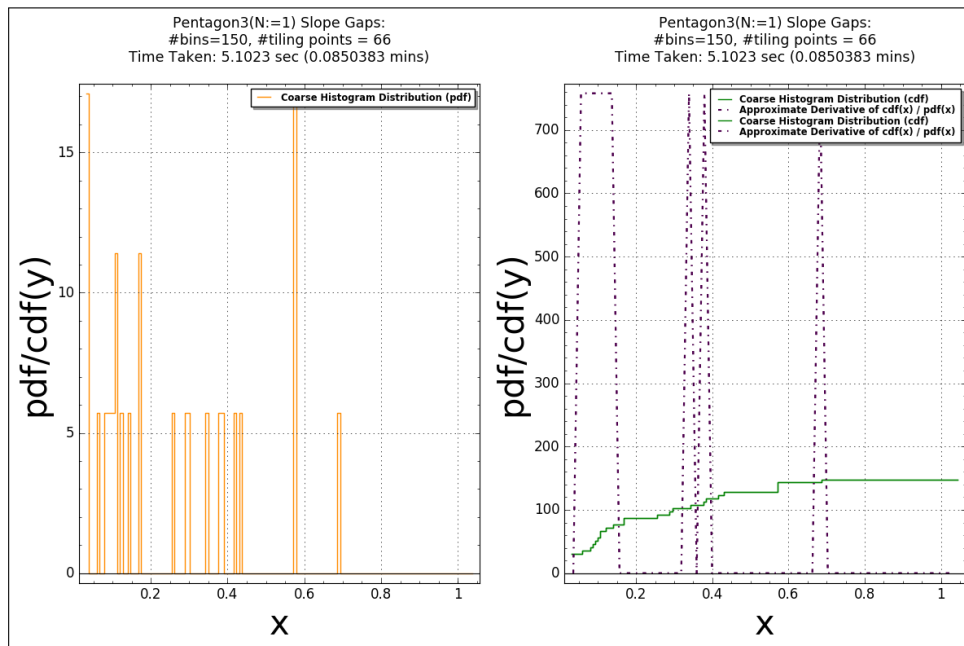 Pentagon3(N:=1) Slope Gaps:
#bins=150, #tiling points = 66
Time Taken: 5.1023 sec (0.0850383 mins)
Coarse Histogram Distribution (pdf)
15
10
5
0
pdf/cdf(y)
0.2
0.4
0.6
0.8
1
x
Pentagon3(N:=1) Slope Gaps:
#bins=150, #tiling points = 66
Time Taken: 5.1023 sec (0.0850383 mins)
Coarse Histogram Distribution (cdf)
Approximate Derivative of cdf(x) / pdf(x)
Coarse Histogram Distribution (cdf)
Approximate Derivative of cdf(x) / pdf(x)
700
600
500
400
300
200
100
0
pdf/cdf(y)
0.2
0.4
0.6
0.8
1
x